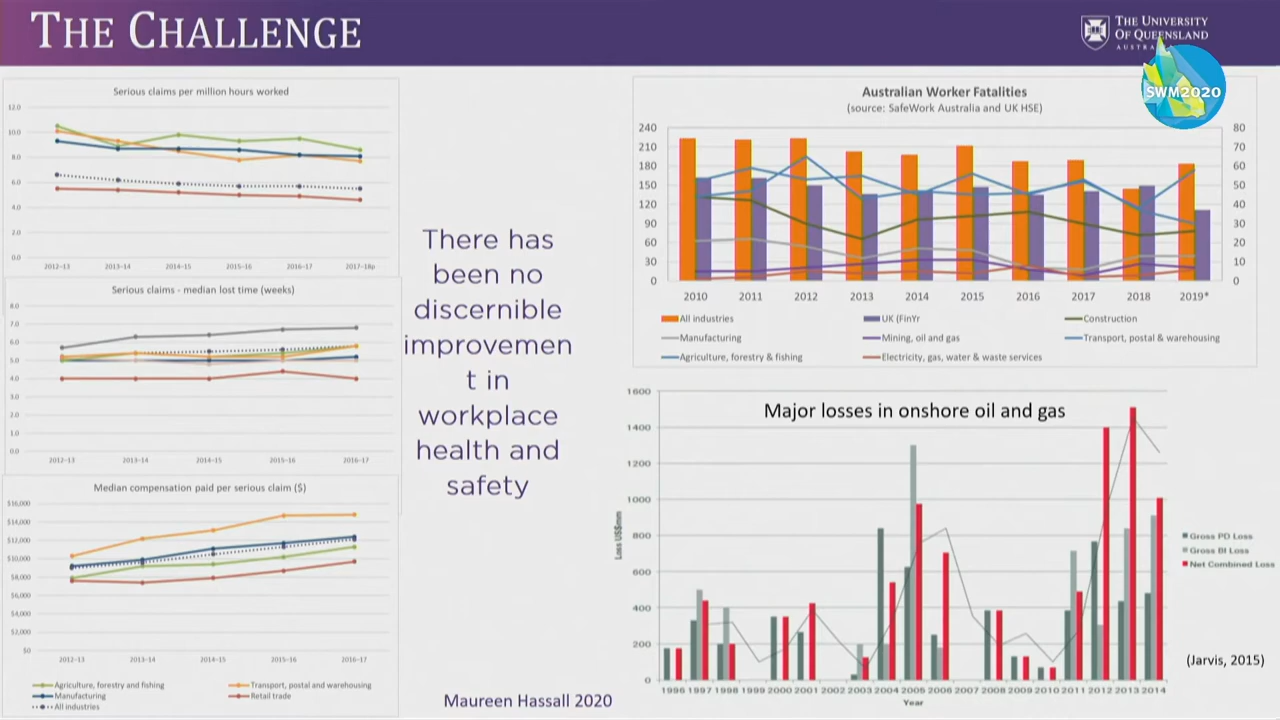 THE CHALLENGE
THE UNIVERSITY
OF QUEENSLAND
SWM2020
Serious claims per million hours worked
12.0
10.0
8.0
6.0
4.0
2.0
0.0
2012–13
2013–14
2014–15
2015–16
2016–17
2017–18p
Serious claims - median lost time (weeks)
8.0
7.0
6.0
5.0
4.0
3.0
2.0
1.0
0.0
2012–13
2013–14
2014–15
2015–16
2016–17
Median compensation paid per serious claim ($)
$16,000
$14,000
$12,000
$10,000
$8,000
$6,000
$4,000
$2,000
$0
2012–13
2013–14
2014–15
2015–16
2016–17
Agriculture, forestry and fishing
Transport, postal and warehousing
Manufacturing
Retail trade
All industries
There has
been no
discernible
improvemen
t in
workplace
health and
safety
Maureen Hassall 2020
Australian Worker Fatalities
(source: SafeWork Australia and UK HSE)
240
210
180
150
120
90
60
30
0
80
70
60
50
40
30
20
10
0
2010
2011
2012
2013
2014
2015
2016
2017
2018
2019*
All industries
UK (FinYr
Construction
Manufacturing
Mining, oil and gas
Transport, postal & warehousing
Agriculture, forestry & fishing
Electricity, gas, water & waste services
Major losses in onshore oil and gas
1600
1400
1200
1000
800
600
400
200
0
Loss US$mm
1996 1997 1998 1999 2000 2001 2002 2003 2004 2005 2006 2007 2008 2009 2010 2011 2012 2013 2014
Year
Gross PD Loss
Gross BI Loss
Net Combined Loss
(Jarvis, 2015)